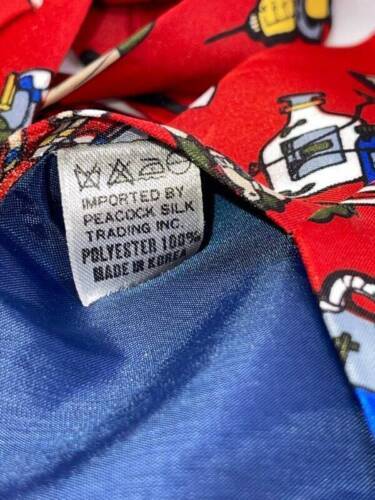 IMPORTED BY
PEACOCK SILK
TRADING INC.
POLYESTER 100%
MADE IN KOREA